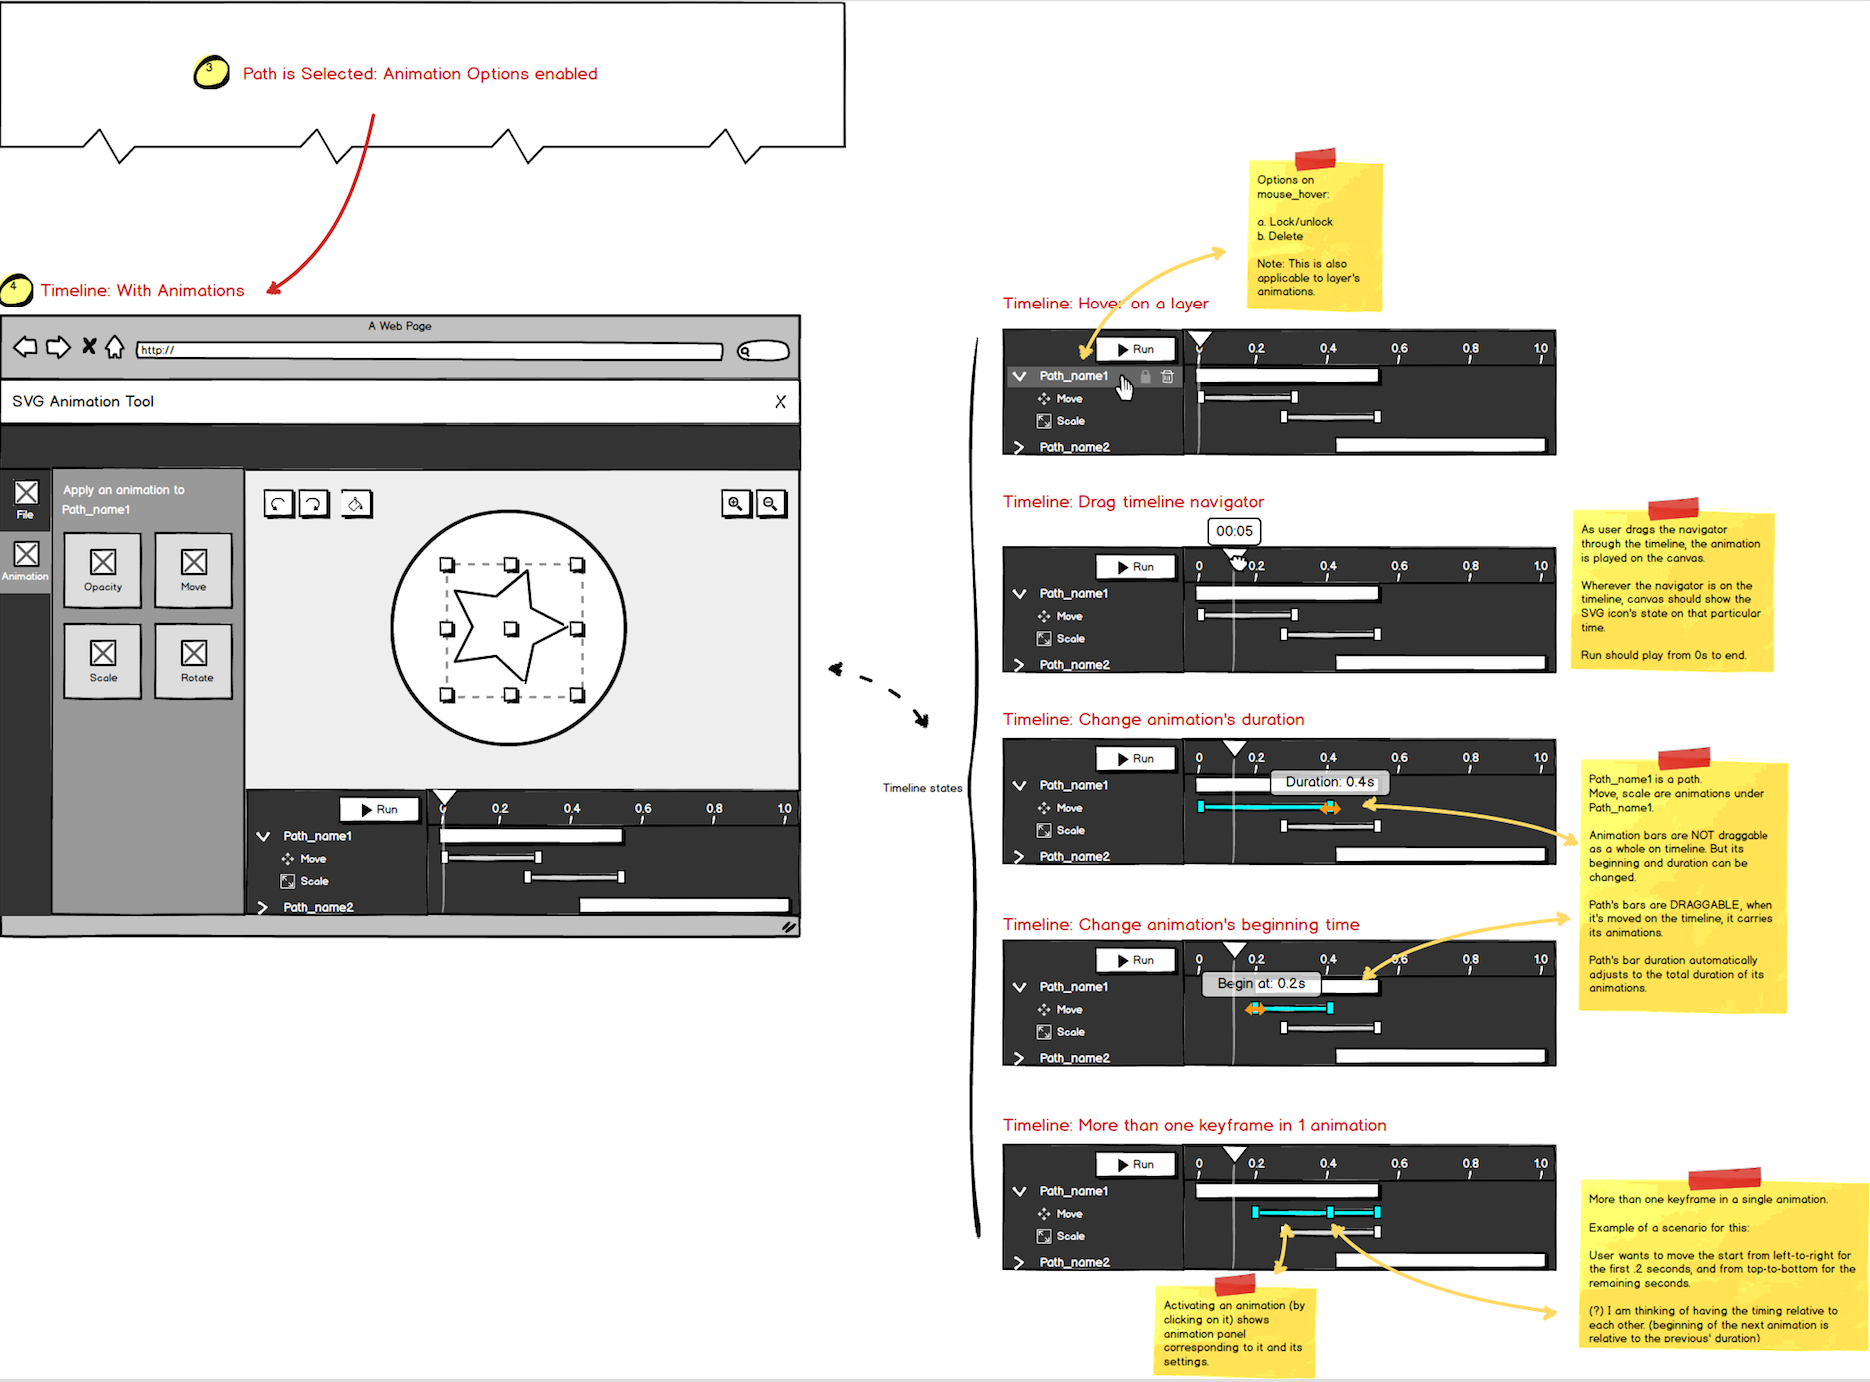 3
Path is Selected: Animation Options enabled
4
Timeline: With Animations
A Web Page
http://
SVG Animation Tool
X
File
Animation
Apply an animation to
Path_name1
Opacity
Move
Scale
Rotate
Run
0
0.2
0.4
0.6
0.8
1.0
Path_name1
Move
Scale
Path_name2
Timeline states
Options on
mouse_hover:
a. Lock/unlock
b. Delete
Note: This is also
applicable to layer's
animations.
Timeline: Hover on a layer
Run
0
0.2
0.4
0.6
0.8
1.0
Path_name1
Move
Scale
Path_name2
Timeline: Drag timeline navigator
00:05
Run
0
0.2
0.4
0.6
0.8
1.0
Path_name1
Move
Scale
Path_name2
As user drags the navigator
through the timeline, the animation
is played on the canvas.
Wherever the navigator is on the
timeline, canvas should show the
SVG icon's state on that particular
time.
Run should play from 0s to end.
Timeline: Change animation's duration
Run
0
0.2
0.4
0.6
0.8
1.0
Path_name1
Duration: 0.4s
Move
Scale
Path_name2
Path_name1 is a path.
Move, scale are animations under
Path_name1.
Animation bars are NOT draggable
as a whole on timeline. But its
beginning and duration can be
changed.
Path's bars are DRAGGABLE, when
it's moved on the timeline, it carries
its animations.
Path's bar duration automatically
adjusts to the total duration of its
animations.
Timeline: Change animation's beginning time
Run
0
0.2
0.4
0.6
0.8
1.0
Path_name1
Begin at: 0.2s
Move
Scale
Path_name2
Timeline: More than one keyframe in 1 animation
Run
0
0.2
0.4
0.6
0.8
1.0
Path_name1
Move
Scale
Path_name2
Activating an animation (by
clicking on it) shows
animation panel
corresponding to it and its
settings.
More than one keyframe in a single animation.
Example of a scenario for this:
User wants to move the start from left-to-right for
the first .2 seconds, and from top-to-bottom for the
remaining seconds.
(?) I am thinking of having the timing relative to
each other. (beginning of the next animation is
relative to the previous' duration)